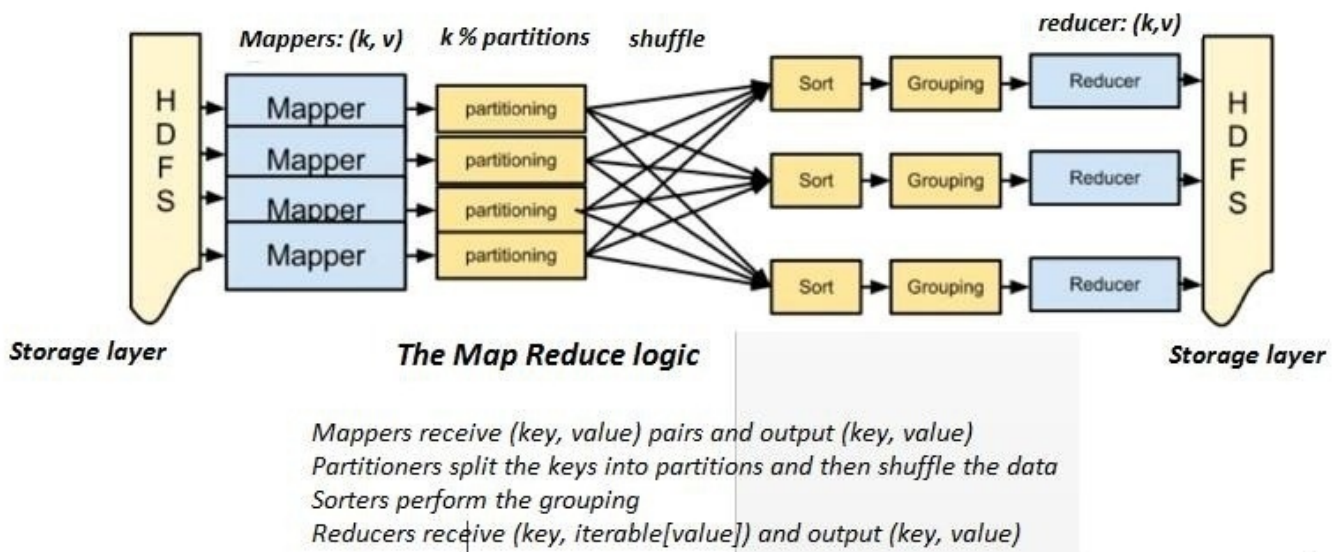 Mappers: (k, v)
k % partitions
shuffle
reducer: (k,v)
H
D
F
S
Mapper
Mapper
Mapper
Mapper
partitioning
partitioning
partitioning
partitioning
Sort
Grouping
Reducer
Sort
Grouping
Reducer
Sort
Grouping
Reducer
H
D
F
S
Storage layer
The Map Reduce logic
Storage layer
Mappers receive (key, value) pairs and output (key, value)
Partitioners split the keys into partitions and then shuffle the data
Sorters perform the grouping
Reducers receive (key, iterable[value]) and output (key, value)